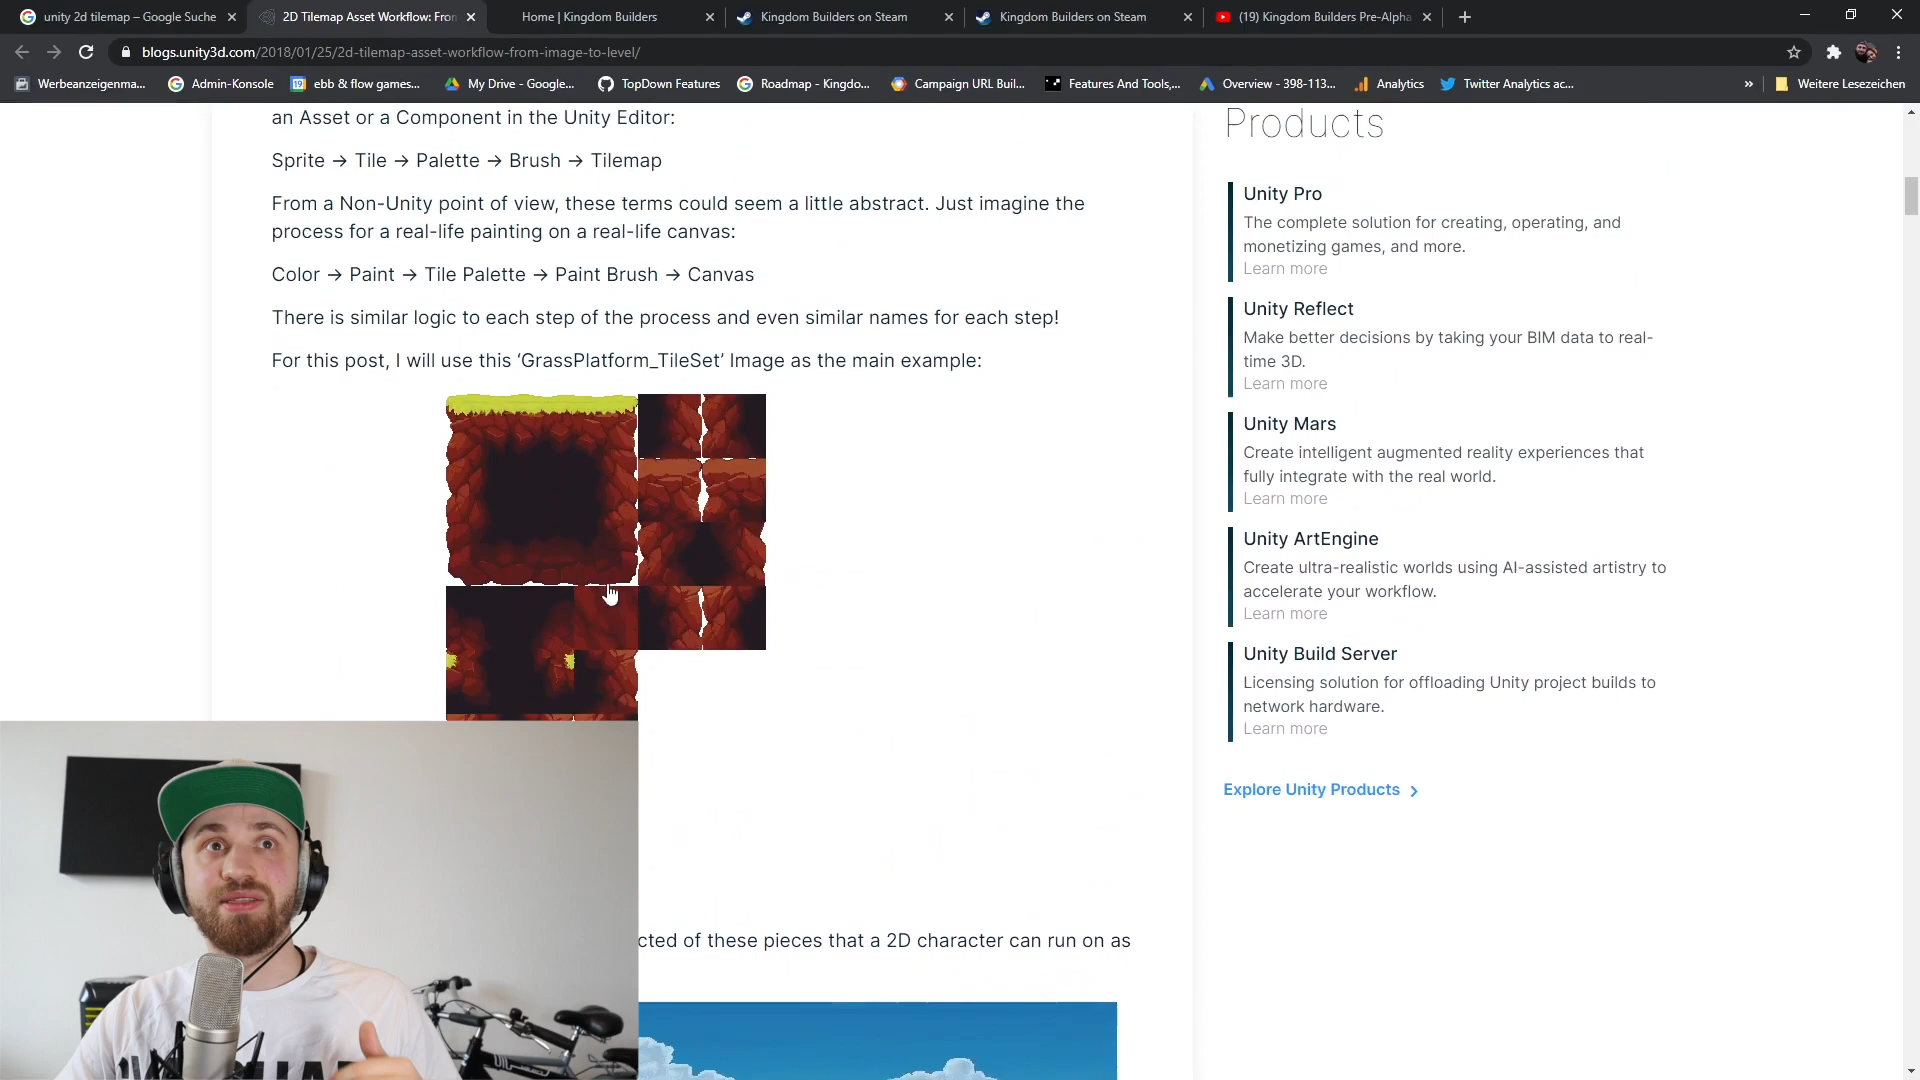 unity 2d tilemap – Google Suche
2D Tilemap Asset Workflow: Fron
Home | Kingdom Builders
Kingdom Builders on Steam
Kingdom Builders on Steam
(19) Kingdom Builders Pre-Alpha
blogs.unity3d.com/2018/01/25/2d-tilemap-asset-workflow-from-image-to-level/
Werbeanzeigenma...
Admin-Konsole
19
ebb & flow games...
My Drive - Google...
TopDown Features
Roadmap - Kingdo...
Campaign URL Buil...
Features And Tools,...
Overview - 398-113...
Analytics
Twitter Analytics ac...
»
Weitere Lesezeichen
an Asset or a Component in the Unity Editor:
Sprite → Tile → Palette → Brush → Tilemap
From a Non-Unity point of view, these terms could seem a little abstract. Just imagine the
process for a real-life painting on a real-life canvas:
Color → Paint → Tile Palette → Paint Brush → Canvas
There is similar logic to each step of the process and even similar names for each step!
For this post, I will use this ‘GrassPlatform_TileSet’ Image as the main example:
cted of these pieces that a 2D character can run on as
Products
Unity Pro
The complete solution for creating, operating, and
monetizing games, and more.
Learn more
Unity Reflect
Make better decisions by taking your BIM data to real-
time 3D.
Learn more
Unity Mars
Create intelligent augmented reality experiences that
fully integrate with the real world.
Learn more
Unity ArtEngine
Create ultra-realistic worlds using AI-assisted artistry to
accelerate your workflow.
Learn more
Unity Build Server
Licensing solution for offloading Unity project builds to
network hardware.
Learn more
Explore Unity Products